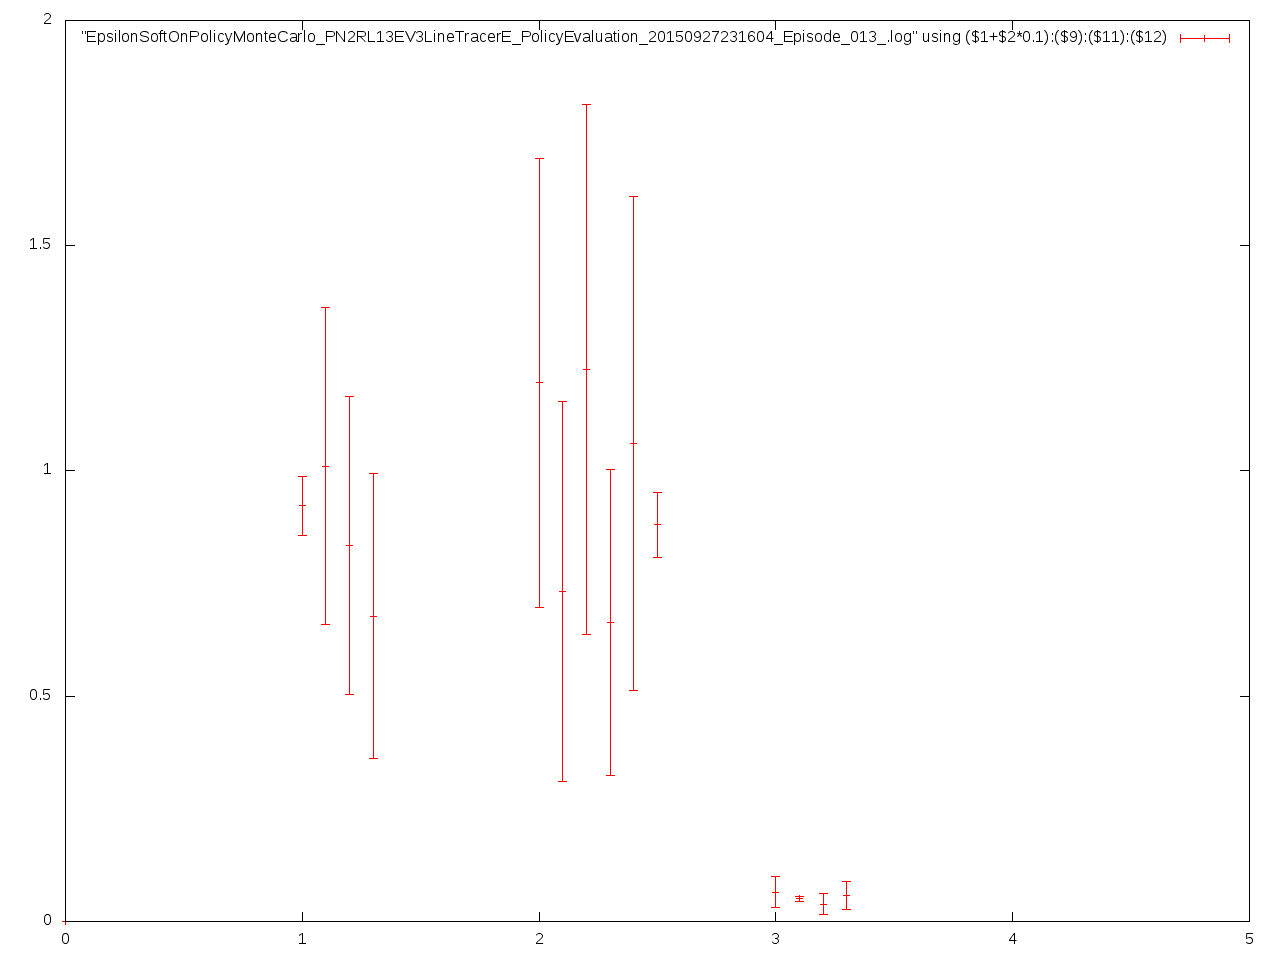 2
"EpsilonSoftOnPolicyMonteCarlo_PN2RL13EV3LineTracerE_PolicyEvaluation_20150927231604_Episode_013_.log" using ($1+$2*0.1):($9):($11):($12)
1.5
1
0.5
0
0 1 2 3 4 5